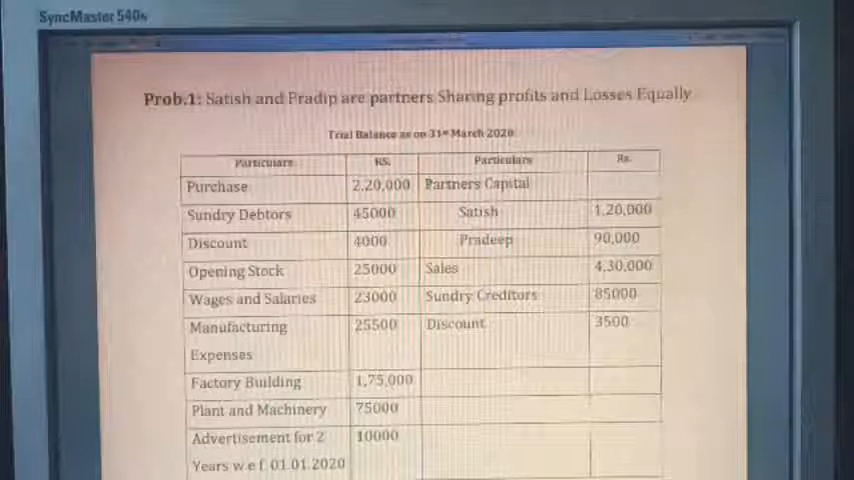 SyncMaster 540N
Prob.1: Satish and Pradip are partners Sharing profits and Losses Equally
Trial Balance as on 31st March 2020
Particulars RS. Particulars Rs.
Purchase 2,20,000 Partners Capital
Sundry Debtors 45000 Satish 1,20,000
Discount 4000 Pradeep 90,000
Opening Stock 25000 Sales 4,30,000
Wages and Salaries 23000 Sundry Creditors 85000
Manufacturing 25500 Discount 3500
Expenses
Factory Building 1,75,000
Plant and Machinery 75000
Advertisement for 2 10000
Years w.e.f. 01.01.2020